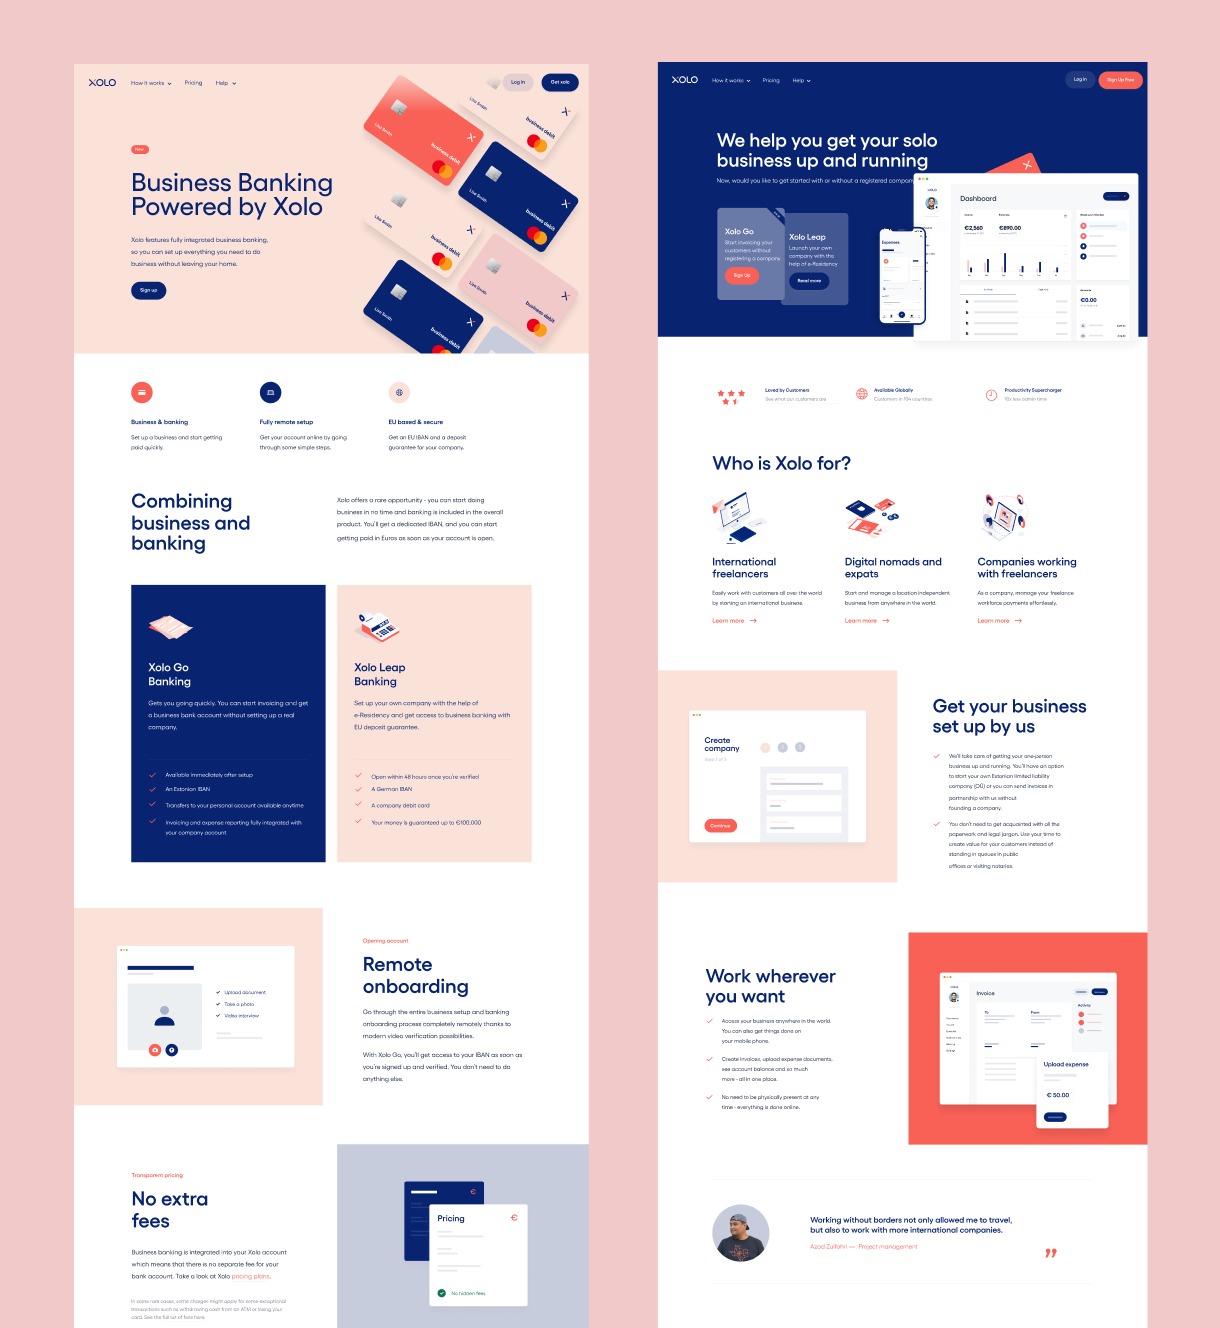 XOLO
How it works
Pricing
Help
Log in
Get xolo
New
Business Banking
Powered by Xolo
Xolo features fully integrated business banking,
so you can set up everything you need to do
business without leaving your home.
Sign up
Lisa Smith
business debit
Lisa Smith
business debit
Lisa Smith
business debit
Lisa Smith
business debit
Lisa Smith
business debit
Lisa Smith
business debit
Business & banking
Set up a business and start getting
paid quickly.
Fully remote setup
Get your account online by going
through some simple steps.
EU based & secure
Get an EU IBAN and a deposit
guarantee for your company.
Combining
business and
banking
Xolo offers a rare opportunity - you can start doing
business in no time and banking is included in the overall
product. You'll get a dedicated IBAN, and you can start
getting paid in Euros as soon as your account is open.
Xolo Go
Banking
Gets you going quickly. You can start invoicing and get
a business bank account without setting up a real
company.
Available immediately after setup
An Estonian IBAN
Transfers to your personal account available anytime
Invoicing and expense reporting fully integrated with
your company account
Xolo Leap
Banking
Set up your own company with the help of
e-Residency and get access to business banking with
EU deposit guarantee.
Open within 48 hours once you're verified
A German IBAN
A company debit card
Your money is guaranteed up to €100,000
Upload document
Take a photo
Video interview
Opening account
Remote
onboarding
Go through the entire business setup and banking
onboarding process completely remotely thanks to
modern video verification possibilities.
With Xolo Go, you'll get access to your IBAN as soon as
you're signed up and verified. You don't need to do
anything else.
Transparent pricing
No extra
fees
Business banking is integrated into your Xolo account
which means that there is no separate fee for your
bank account. Take a look at Xolo pricing plans.
In some rare cases, some charges might apply for some exceptional
transactions such as withdrawing cash from an ATM or losing your
card. See the full list of fees here.
Pricing
€
No hidden fees
XOLO
How it works
Pricing
Help
Log in
Sign Up Free
We help you get your solo
business up and running
Now, would you like to get started with or without a registered company
Xolo Go
Start invoicing your
customers without
registering a company.
Sign Up
Xolo Leap
Launch your own
company with the
help of e-Residency
Read more
Expenses
XOLO
Dashboard
€2,560
€890.00
€0.00
Loved by Customers
See what our customers are
Available Globally
Customers in 194 countries
Productivity Supercharger
10x less admin time
Who is Xolo for?
International
freelancers
Easily work with customers all over the world
by starting an international business.
Learn more
Digital nomads and
expats
Start and manage a location independent
business from anywhere in the world.
Learn more
Companies working
with freelancers
As a company, manage your freelance
workforce payments effortlessly.
Learn more
Create
company
Step 1 of 3
Continue
Get your business
set up by us
We'll take care of getting your one-person
business up and running. You'll have an option
to start your own Estonian limited liability
company (OÜ) or you can send invoices in
partnership with us without
founding a company.
You don't need to get acquainted with all the
paperwork and legal jargon. Use your time to
create value for your customers instead of
standing in queues in public
offices or visiting notaries.
Work wherever
you want
Access your business anywhere in the world.
You can also get things done on
your mobile phone.
Create invoices, upload expense documents,
see account balance and so much
more - all in one place.
No need to be physically present at any
time - everything is done online.
XOLO
Invoice
To
From
Activity
Upload expense
€ 50.00
Working without borders not only allowed me to travel,
but also to work with more international companies.
Azad Zulfahri — Project management
”